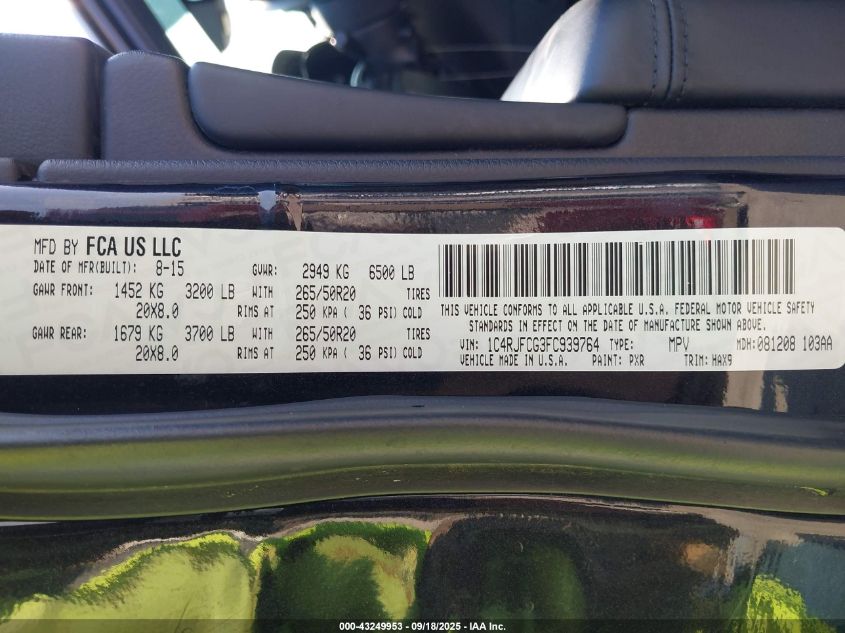 MFD BY FCA US LLC
DATE OF MFR(BUILT): 8-15 GVWR: 2949 KG 6500 LB
GAWR FRONT: 1452 KG 3200 LB WITH 265/50R20 TIRES
20X8.0 RIMS AT 250 KPA ( 36 PSI) COLD
GAWR REAR: 1679 KG 3700 LB WITH 265/50R20 TIRES
20X8.0 RIMS AT 250 KPA ( 36 PSI) COLD
THIS VEHICLE CONFORMS TO ALL APPLICABLE U.S.A. FEDERAL MOTOR VEHICLE SAFETY
STANDARDS IN EFFECT ON THE DATE OF MANUFACTURE SHOWN ABOVE.
VIN: 1C4RJFCG3FC939764 TYPE: MPV MDH: 081208 103AA
VEHICLE MADE IN U.S.A. PAINT: PXR TRIM: HAX9
000-43249953 - 09/18/2025 - IAA Inc.